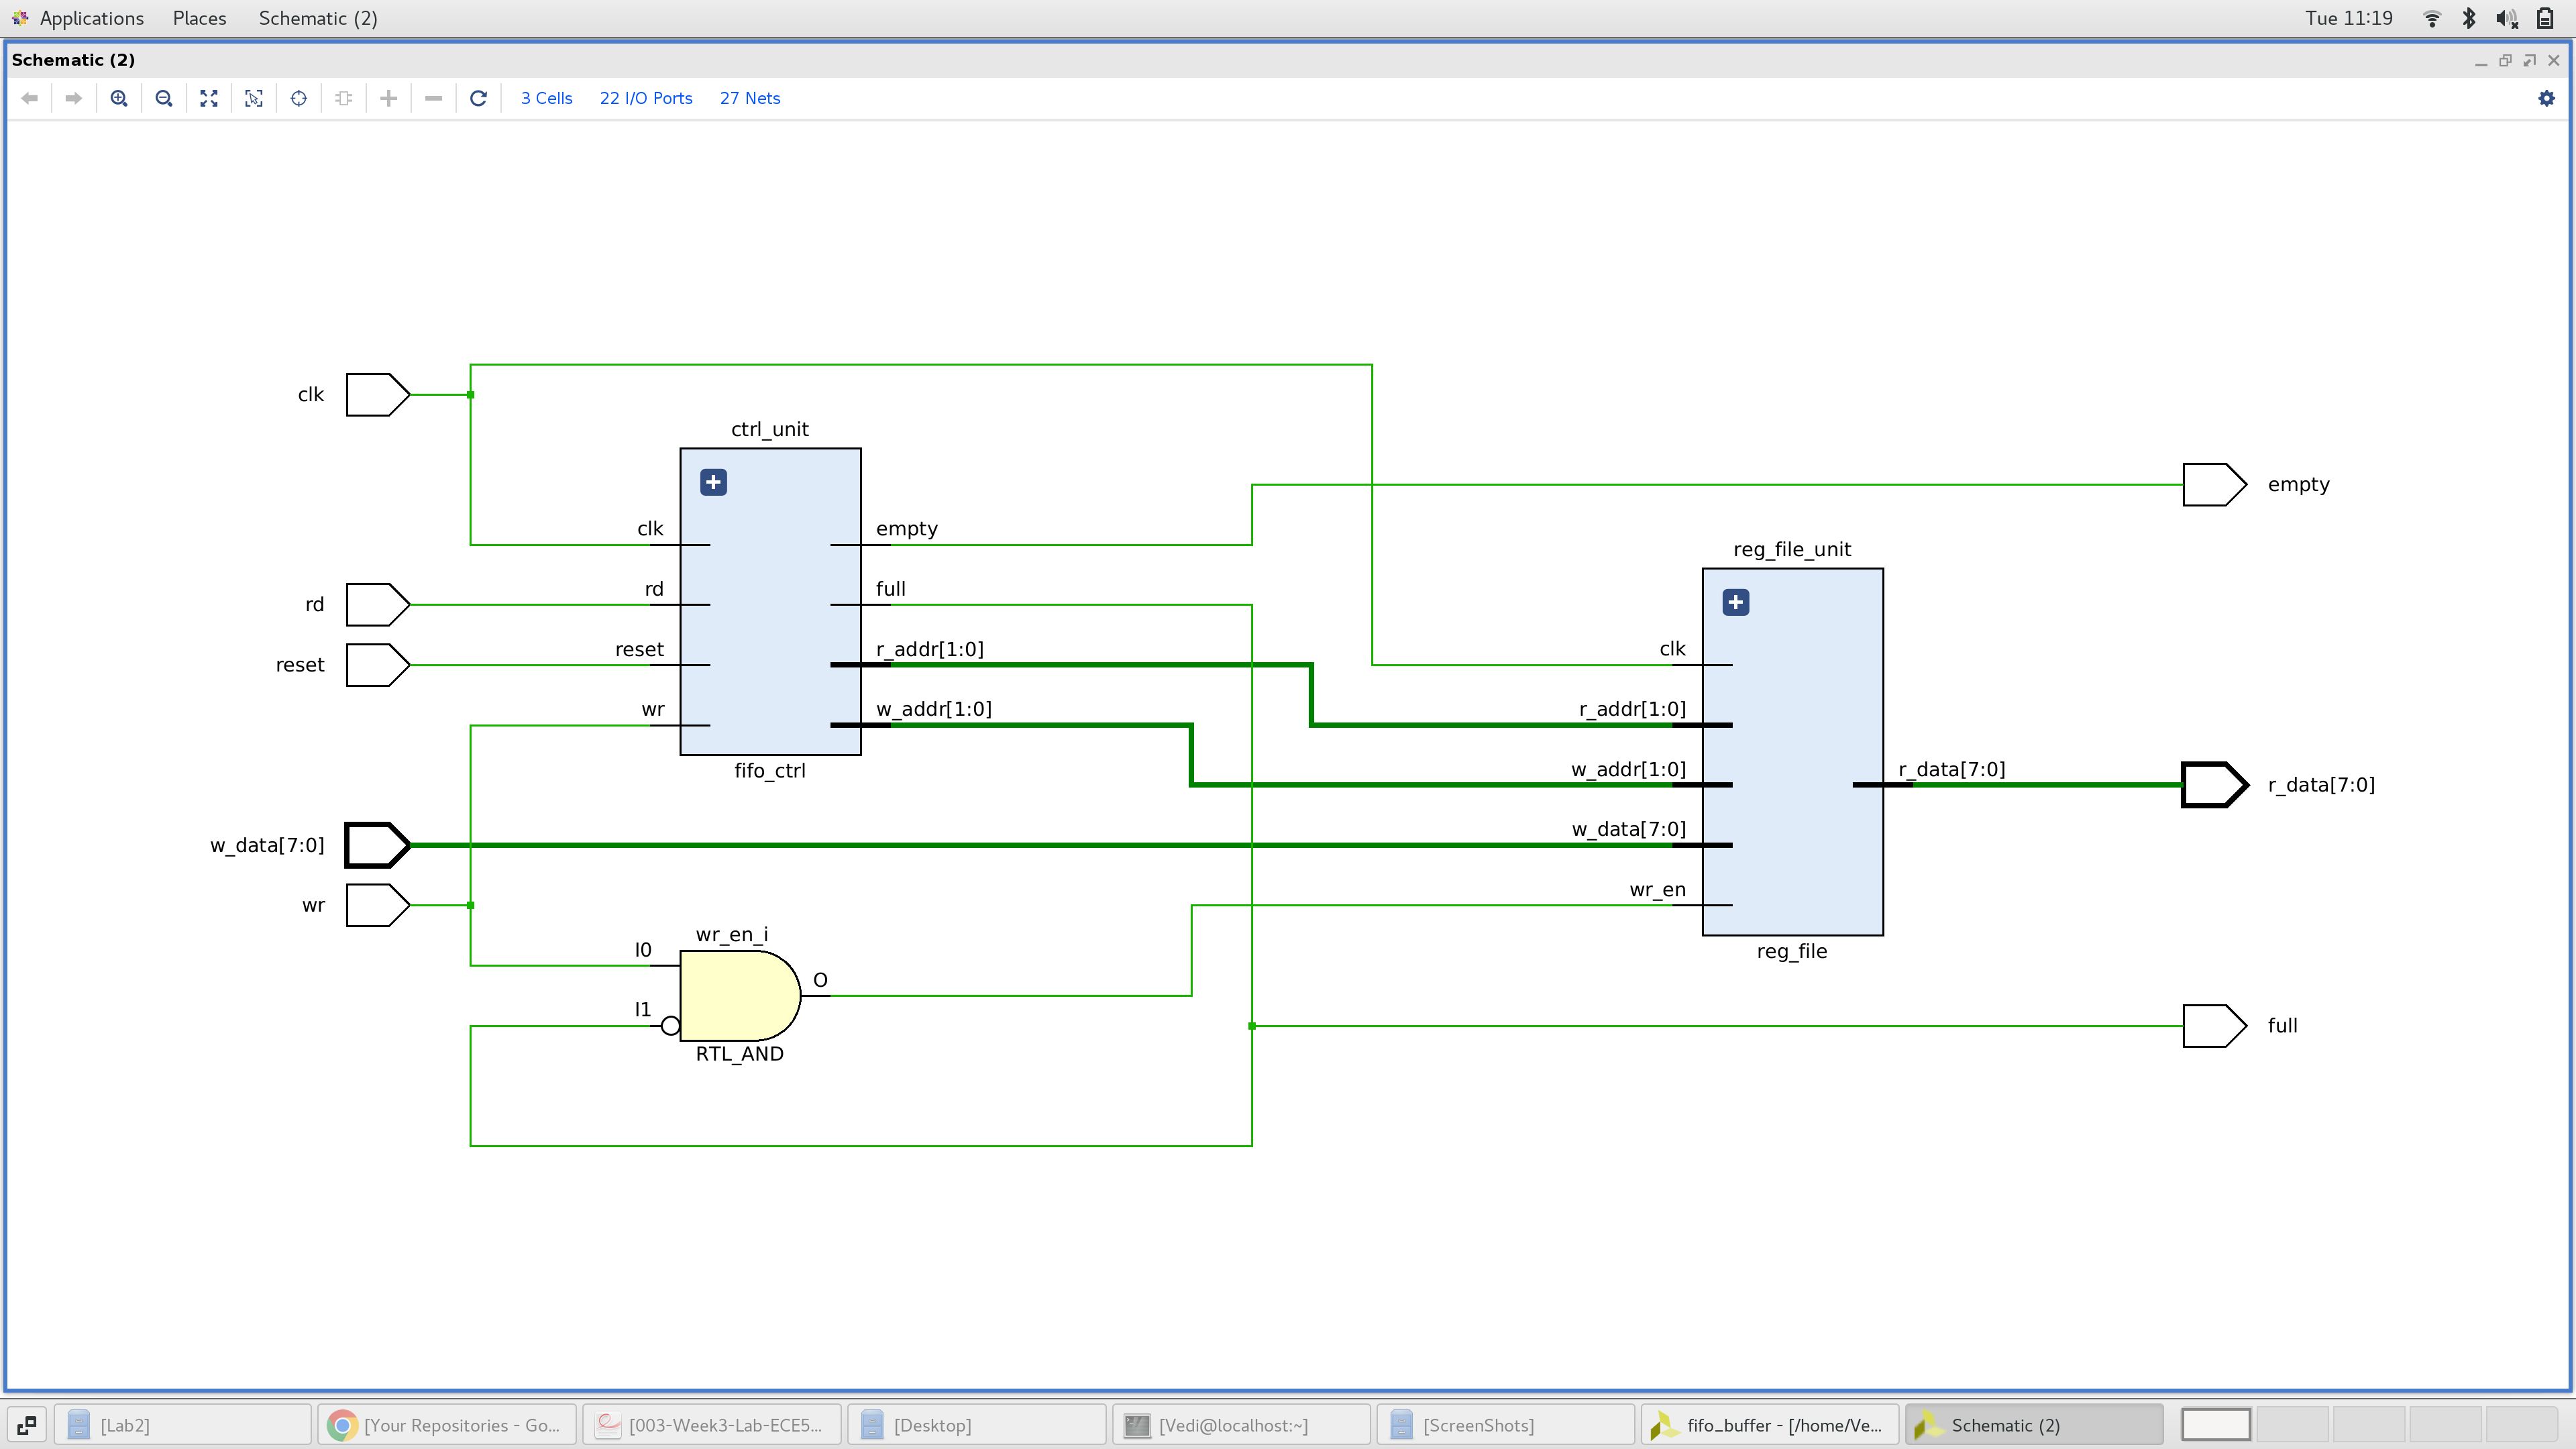 Applications Places Schematic (2) Tue 11:19
Schematic (2)
3 Cells 22 I/O Ports 27 Nets
clk
ctrl_unit
clk empty
empty
reg_file_unit
rd rd full
reset reset r_addr[1:0] clk
wr w_addr[1:0] r_addr[1:0]
fifo_ctrl w_addr[1:0] r_data[7:0] r_data[7:0]
w_data[7:0] w_data[7:0]
wr wr_en
wr_en_i
I0 reg_file
O
I1 full
RTL_AND
[Lab2] [Your Repositories - Go... [003-Week3-Lab-ECE5... [Desktop] [Vedi@localhost:~] [ScreenShots] fifo_buffer - [/home/Ve... Schematic (2)